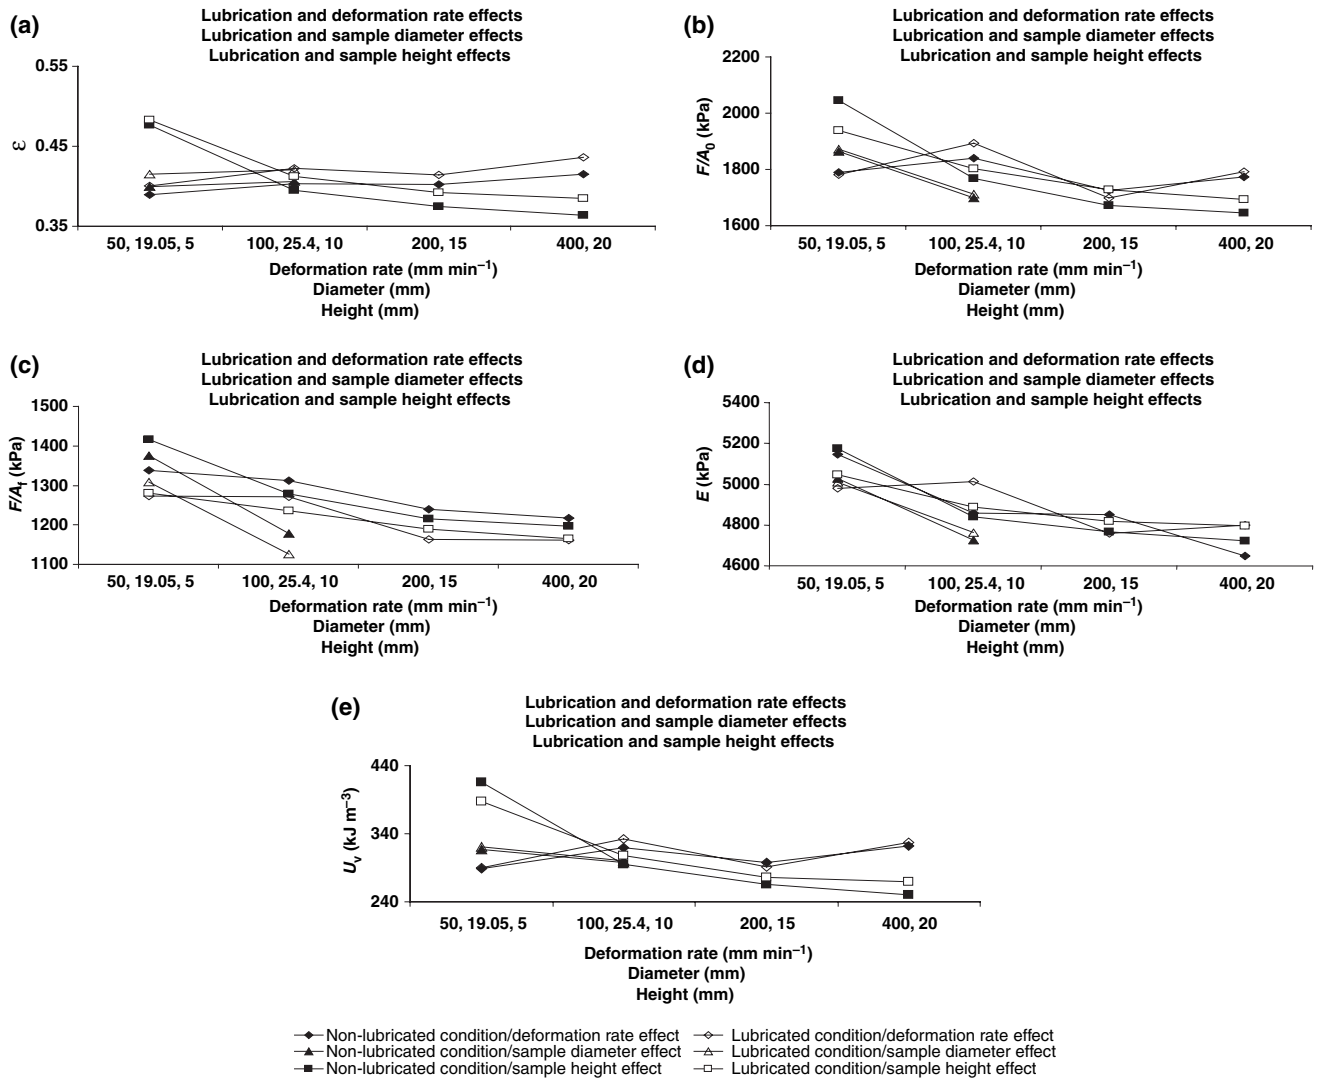 (a)
Lubrication and deformation rate effects
Lubrication and sample diameter effects
Lubrication and sample height effects
0.55
0.45
0.35
ε
50, 19.05, 5
100, 25.4, 10
200, 15
400, 20
Deformation rate (mm min⁻¹)
Diameter (mm)
Height (mm)
(b)
Lubrication and deformation rate effects
Lubrication and sample diameter effects
Lubrication and sample height effects
2200
2000
1800
1600
F/A₀ (kPa)
50, 19.05, 5
100, 25.4, 10
200, 15
400, 20
Deformation rate (mm min⁻¹)
Diameter (mm)
Height (mm)
(c)
Lubrication and deformation rate effects
Lubrication and sample diameter effects
Lubrication and sample height effects
1500
1400
1300
1200
1100
F/A_f (kPa)
50, 19.05, 5
100, 25.4, 10
200, 15
400, 20
Deformation rate (mm min⁻¹)
Diameter (mm)
Height (mm)
(d)
Lubrication and deformation rate effects
Lubrication and sample diameter effects
Lubrication and sample height effects
5400
5200
5000
4800
4600
E (kPa)
50, 19.05, 5
100, 25.4, 10
200, 15
400, 20
Deformation rate (mm min⁻¹)
Diameter (mm)
Height (mm)
(e)
Lubrication and deformation rate effects
Lubrication and sample diameter effects
Lubrication and sample height effects
440
340
240
Uᵥ (kJ m⁻³)
50, 19.05, 5
100, 25.4, 10
200, 15
400, 20
Deformation rate (mm min⁻¹)
Diameter (mm)
Height (mm)
Non-lubricated condition/deformation rate effect
Lubricated condition/deformation rate effect
Non-lubricated condition/sample diameter effect
Lubricated condition/sample diameter effect
Non-lubricated condition/sample height effect
Lubricated condition/sample height effect